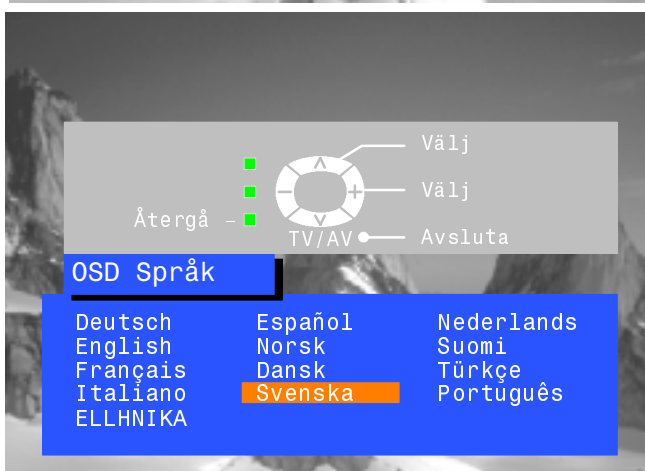 Välj
Välj
Återgå –
TV/AV
Avsluta
OSD Språk
Deutsch Español Nederlands
English Norsk Suomi
Français Dansk Türkçe
Italiano Svenska Português
ELLHNIKA